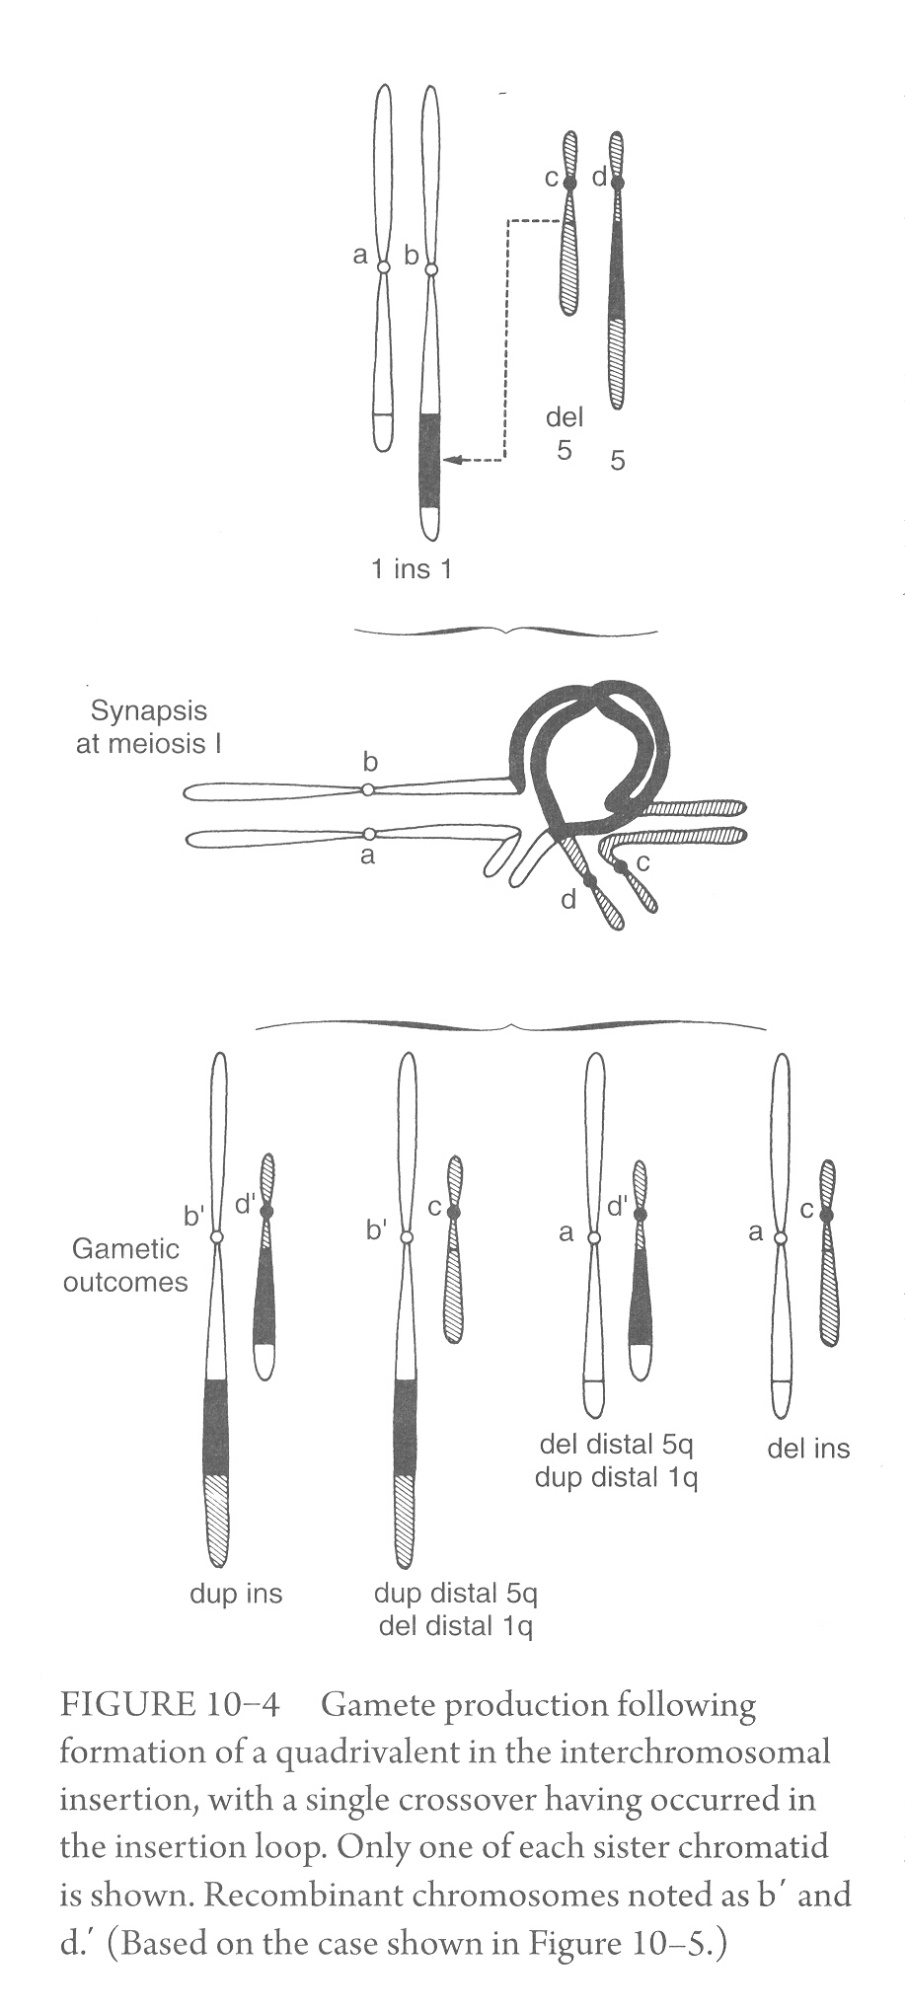 a b c d
del
5 5
1 ins 1
Synapsis
at meiosis I
b
a
c
d
b' d' b' c a d' a c
Gametic
outcomes
del distal 5q
dup distal 1q
del ins
dup ins
dup distal 5q
del distal 1q
FIGURE 10–4 Gamete production following
formation of a quadrivalent in the interchromosomal
insertion, with a single crossover having occurred in
the insertion loop. Only one of each sister chromatid
is shown. Recombinant chromosomes noted as b′ and
d.′ (Based on the case shown in Figure 10–5.)